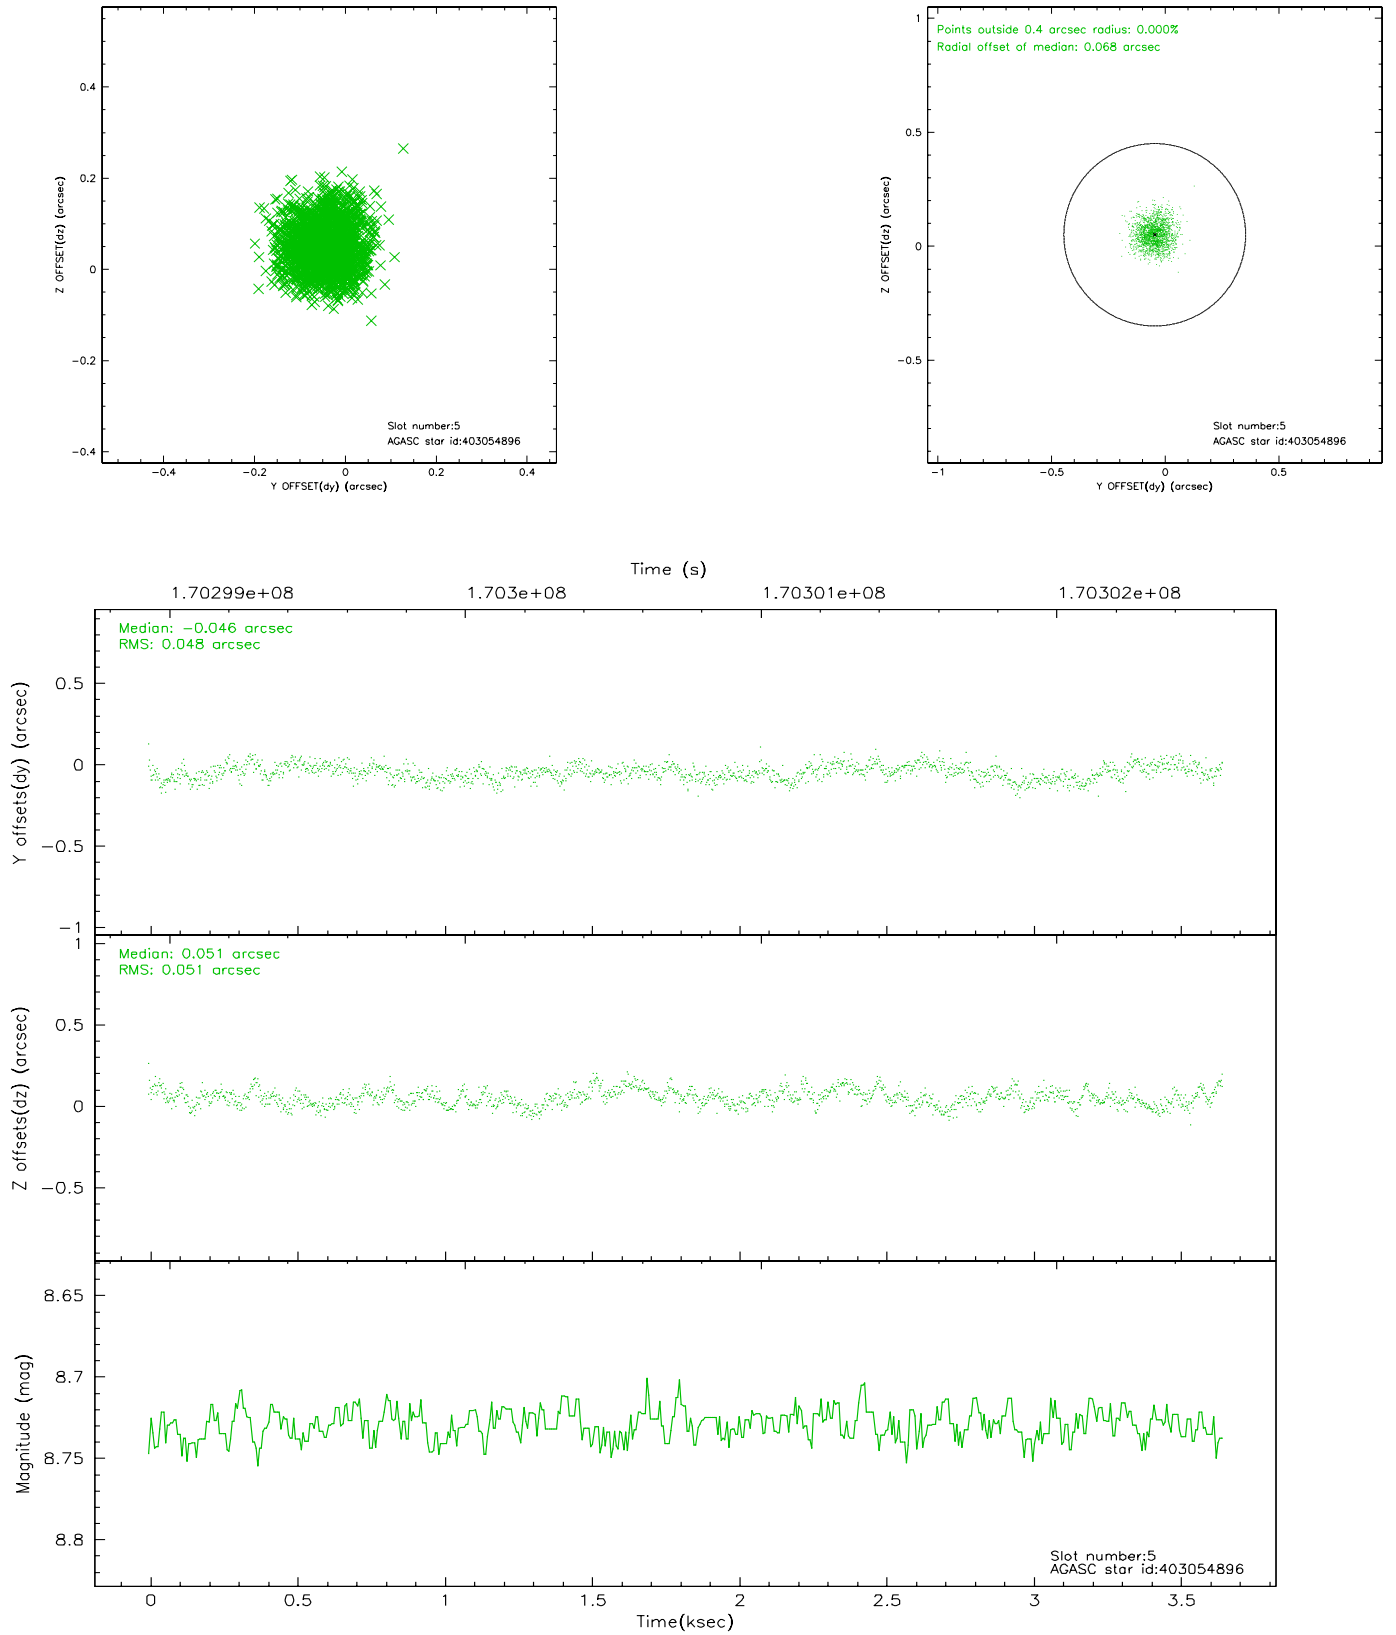 0.4
0.2
0
−0.2
−0.4
Z OFFSET(dz) (arcsec)
Slot number:5
AGASC star id:403054896
−0.4
−0.2
0
0.2
0.4
Y OFFSET(dy) (arcsec)
Points outside 0.4 arcsec radius: 0.000%
Radial offset of median: 0.068 arcsec
1
0.5
0
−0.5
Z OFFSET(dz) (arcsec)
Slot number:5
AGASC star id:403054896
−1
−0.5
0
0.5
Y OFFSET(dy) (arcsec)
Time (s)
1.70299e+08
1.703e+08
1.70301e+08
1.70302e+08
Median: −0.046 arcsec
RMS: 0.048 arcsec
0.5
0
−0.5
−1
Y offsets(dy) (arcsec)
Median: 0.051 arcsec
RMS: 0.051 arcsec
1
0.5
0
−0.5
Z offsets(dz) (arcsec)
8.65
8.7
8.75
8.8
Magnitude (mag)
Slot number:5
AGASC star id:403054896
0
0.5
1
1.5
2
2.5
3
3.5
Time(ksec)